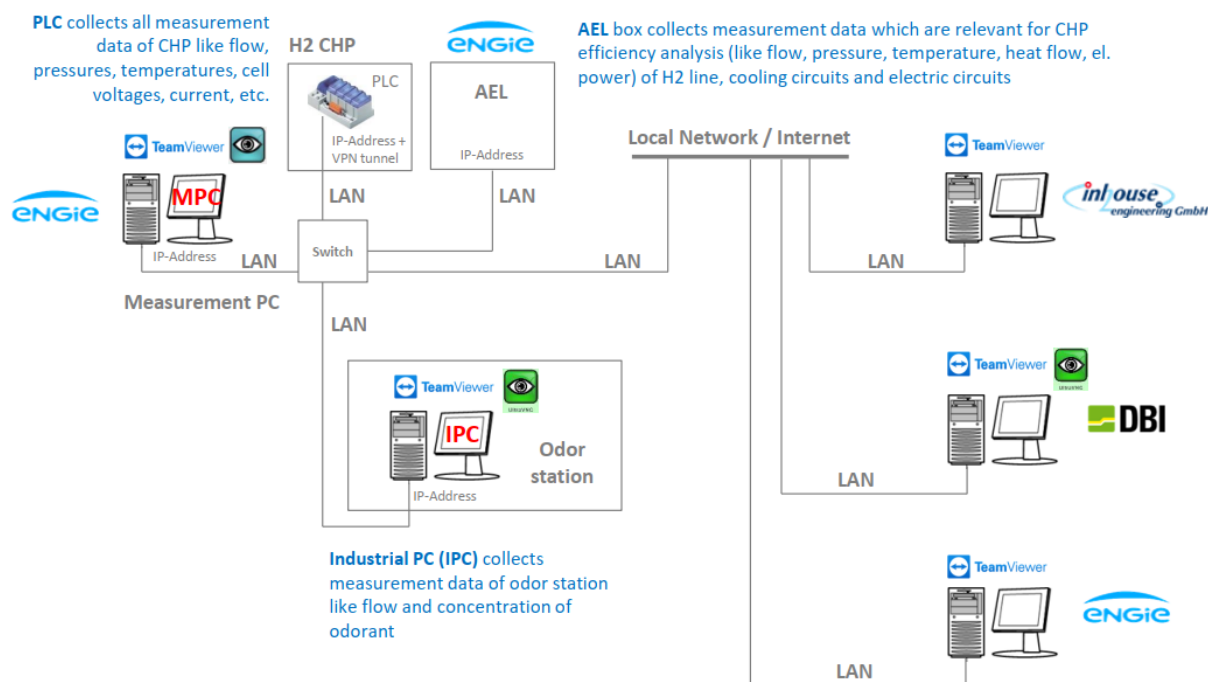 PLC collects all measurement
data of CHP like flow,
pressures, temperatures, cell
voltages, current, etc.
H2 CHP
PLC
IP-Address +
VPN tunnel
ENGIE
AEL
IP-Address
AEL box collects measurement data which are relevant for CHP
efficiency analysis (like flow, pressure, temperature, heat flow, el.
power) of H2 line, cooling circuits and electric circuits
Local Network / Internet
TeamViewer
ENGIE
MPC
IP-Address
LAN
Measurement PC
LAN
LAN
Switch
LAN
LAN
TeamViewer
inhouse
engineering GmbH
LAN
TeamViewer
IPC
IP-Address
Odor
station
Industrial PC (IPC) collects
measurement data of odor station
like flow and concentration of
odorant
TeamViewer
DBI
LAN
TeamViewer
ENGIE
LAN